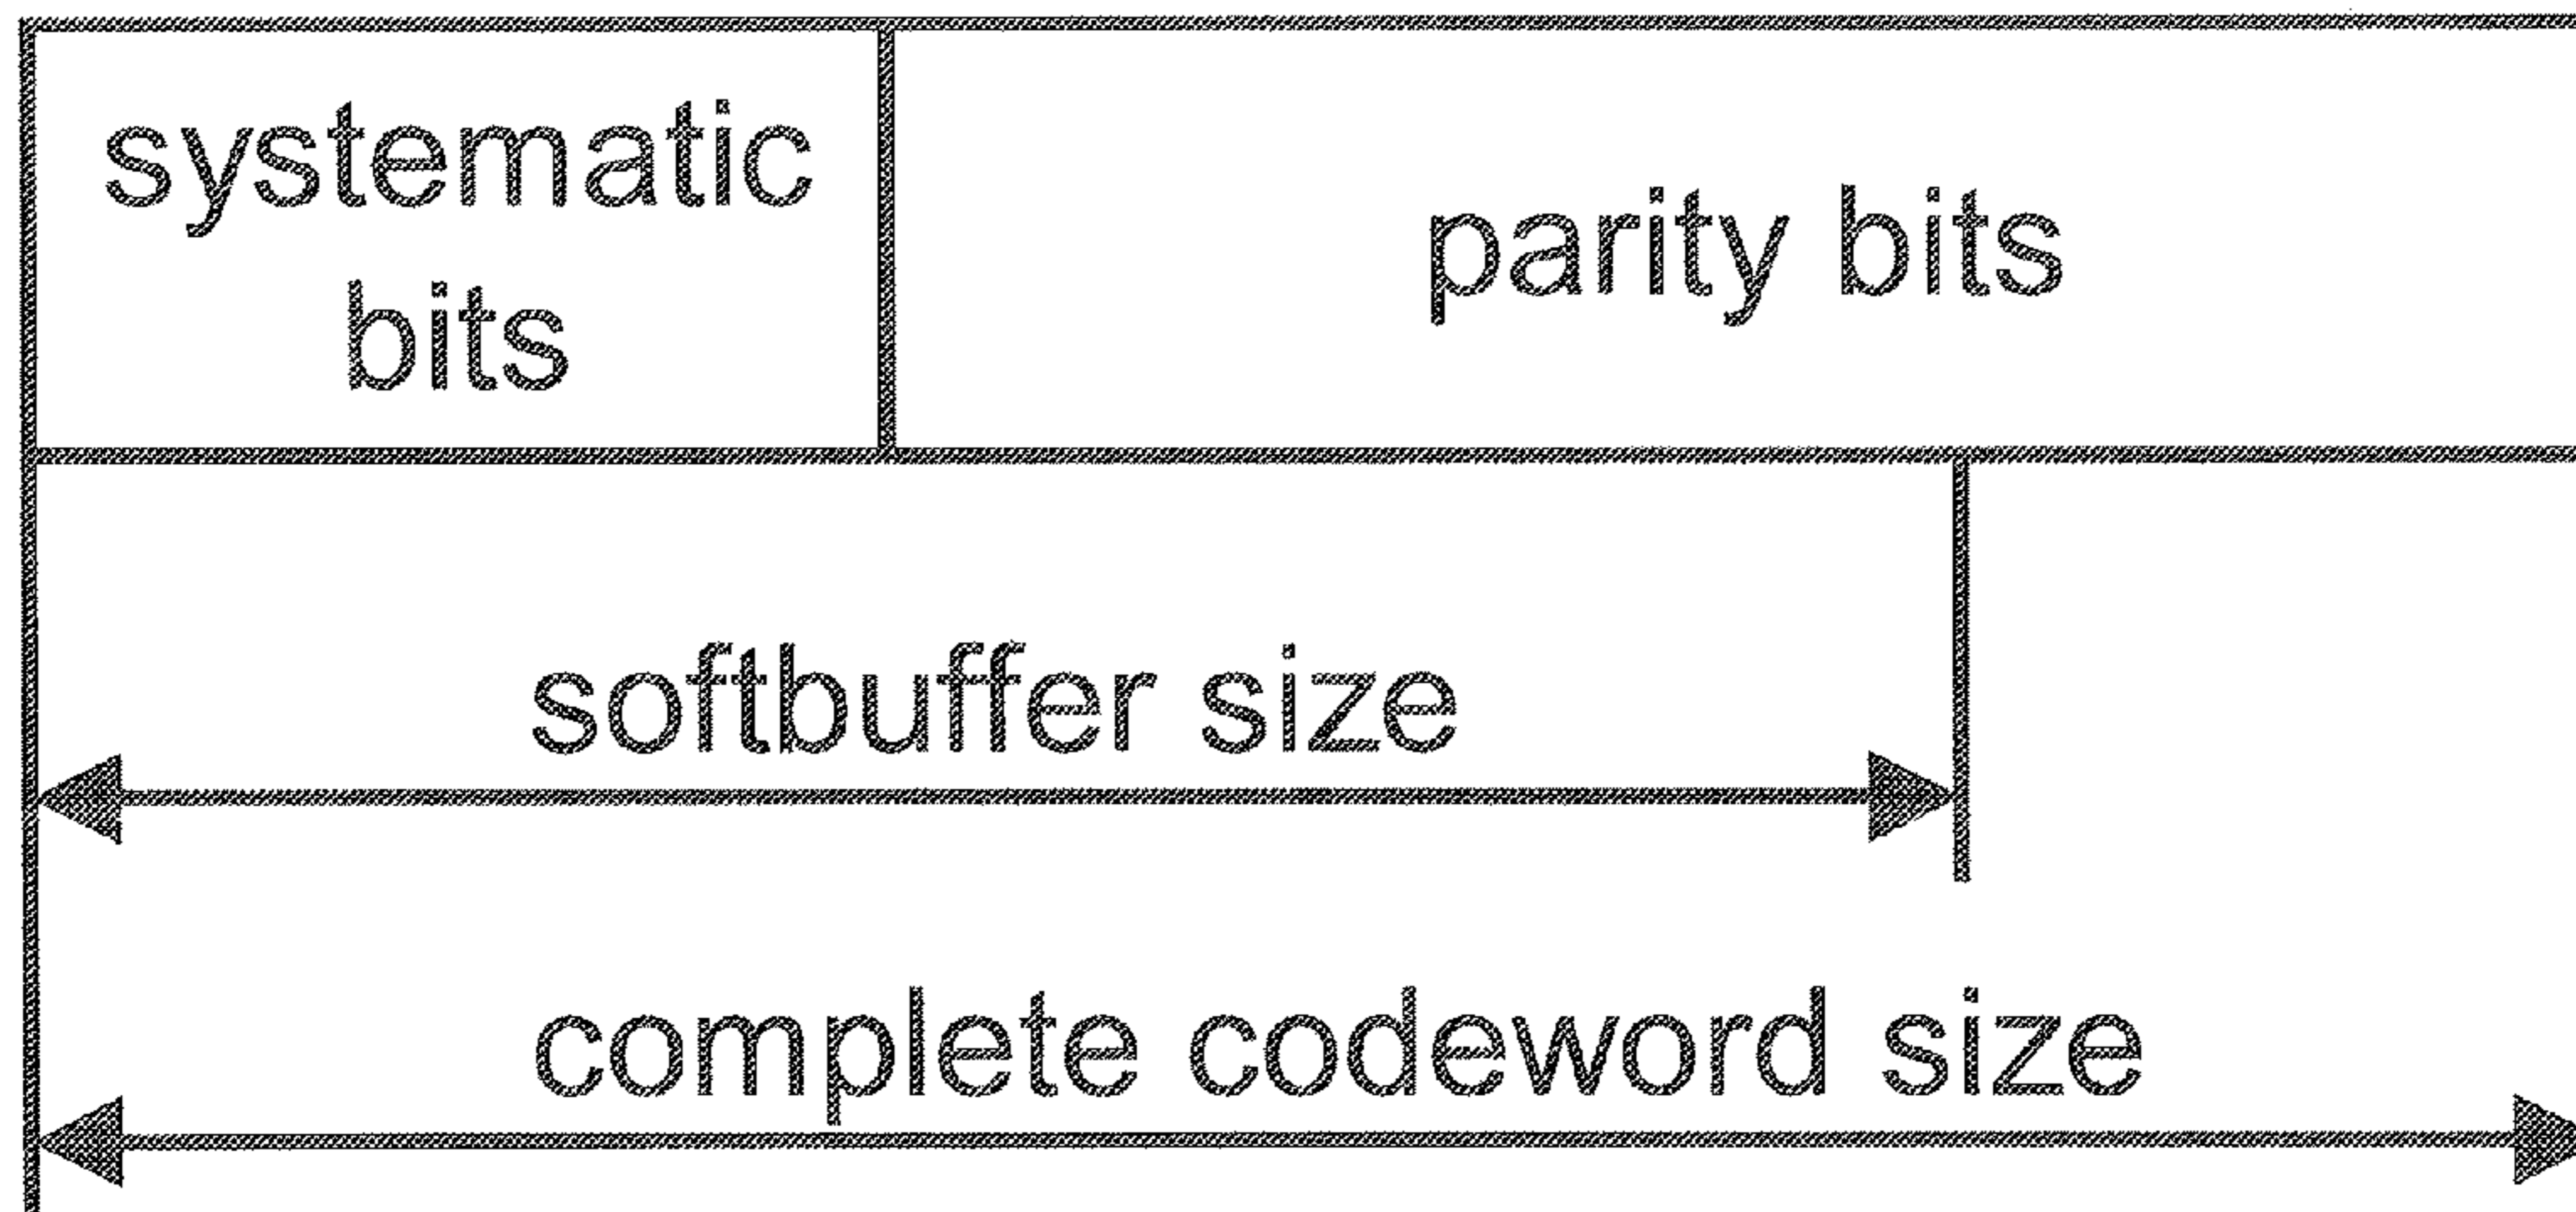 systematic
bits
parity bits
softbuffer size
complete codeword size